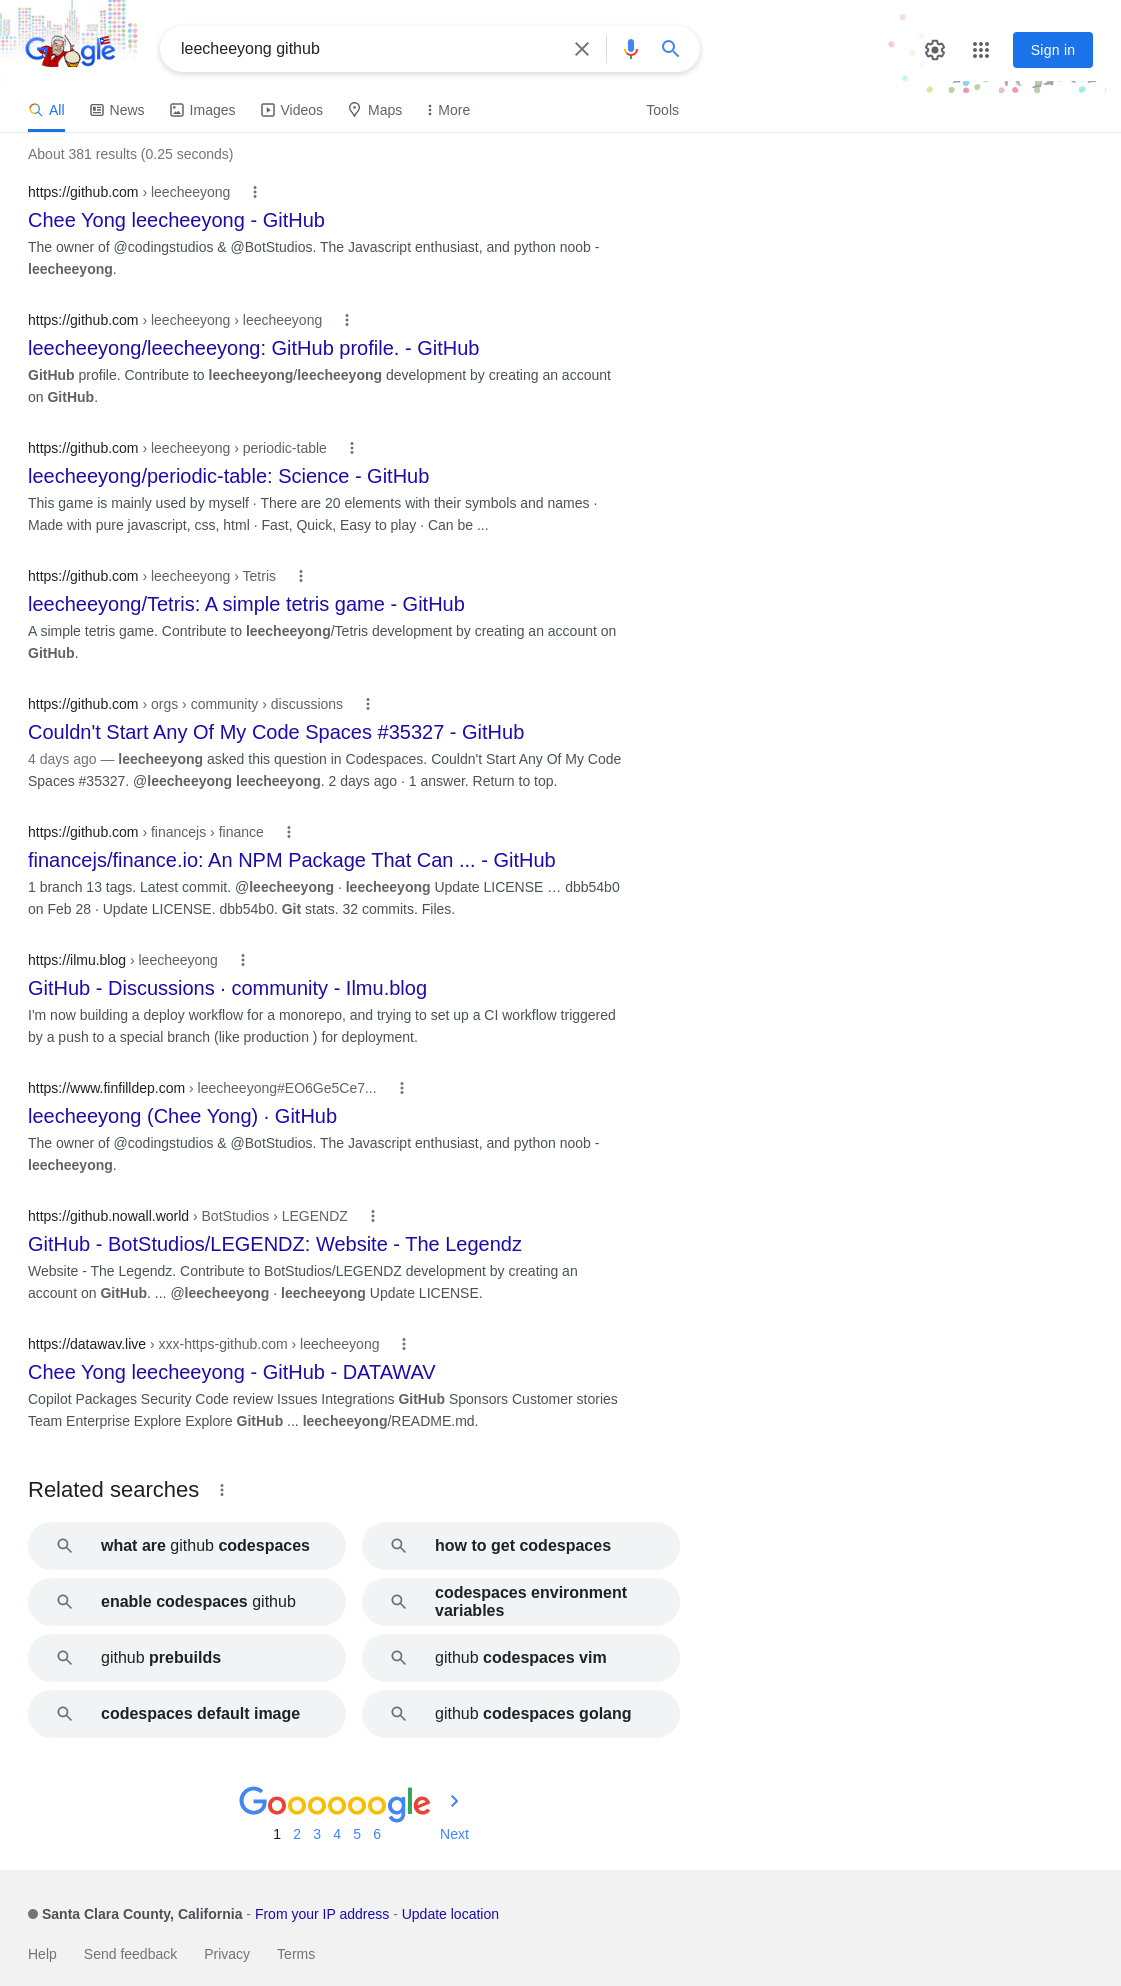 Google
leecheeyong github
Sign in
All
News
Images
Videos
Maps
More
Tools
About 381 results (0.25 seconds)
https://github.com › leecheeyong
Chee Yong leecheeyong - GitHub
The owner of @codingstudios & @BotStudios. The Javascript enthusiast, and python noob -
leecheeyong.
https://github.com › leecheeyong › leecheeyong
leecheeyong/leecheeyong: GitHub profile. - GitHub
GitHub profile. Contribute to leecheeyong/leecheeyong development by creating an account
on GitHub.
https://github.com › leecheeyong › periodic-table
leecheeyong/periodic-table: Science - GitHub
This game is mainly used by myself · There are 20 elements with their symbols and names ·
Made with pure javascript, css, html · Fast, Quick, Easy to play · Can be ...
https://github.com › leecheeyong › Tetris
leecheeyong/Tetris: A simple tetris game - GitHub
A simple tetris game. Contribute to leecheeyong/Tetris development by creating an account on
GitHub.
https://github.com › orgs › community › discussions
Couldn't Start Any Of My Code Spaces #35327 - GitHub
4 days ago — leecheeyong asked this question in Codespaces. Couldn't Start Any Of My Code
Spaces #35327. @leecheeyong leecheeyong. 2 days ago · 1 answer. Return to top.
https://github.com › financejs › finance
financejs/finance.io: An NPM Package That Can ... - GitHub
1 branch 13 tags. Latest commit. @leecheeyong · leecheeyong Update LICENSE … dbb54b0
on Feb 28 · Update LICENSE. dbb54b0. Git stats. 32 commits. Files.
https://ilmu.blog › leecheeyong
GitHub - Discussions · community - Ilmu.blog
I'm now building a deploy workflow for a monorepo, and trying to set up a CI workflow triggered
by a push to a special branch (like production ) for deployment.
https://www.finfilldep.com › leecheeyong#EO6Ge5Ce7...
leecheeyong (Chee Yong) · GitHub
The owner of @codingstudios & @BotStudios. The Javascript enthusiast, and python noob -
leecheeyong.
https://github.nowall.world › BotStudios › LEGENDZ
GitHub - BotStudios/LEGENDZ: Website - The Legendz
Website - The Legendz. Contribute to BotStudios/LEGENDZ development by creating an
account on GitHub. ... @leecheeyong · leecheeyong Update LICENSE.
https://datawav.live › xxx-https-github.com › leecheeyong
Chee Yong leecheeyong - GitHub - DATAWAV
Copilot Packages Security Code review Issues Integrations GitHub Sponsors Customer stories
Team Enterprise Explore Explore GitHub ... leecheeyong/README.md.
Related searches
what are github codespaces
how to get codespaces
enable codespaces github
codespaces environment
variables
github prebuilds
github codespaces vim
codespaces default image
github codespaces golang
Goooooogle
1 2 3 4 5 6 Next
Santa Clara County, California - From your IP address - Update location
Help Send feedback Privacy Terms